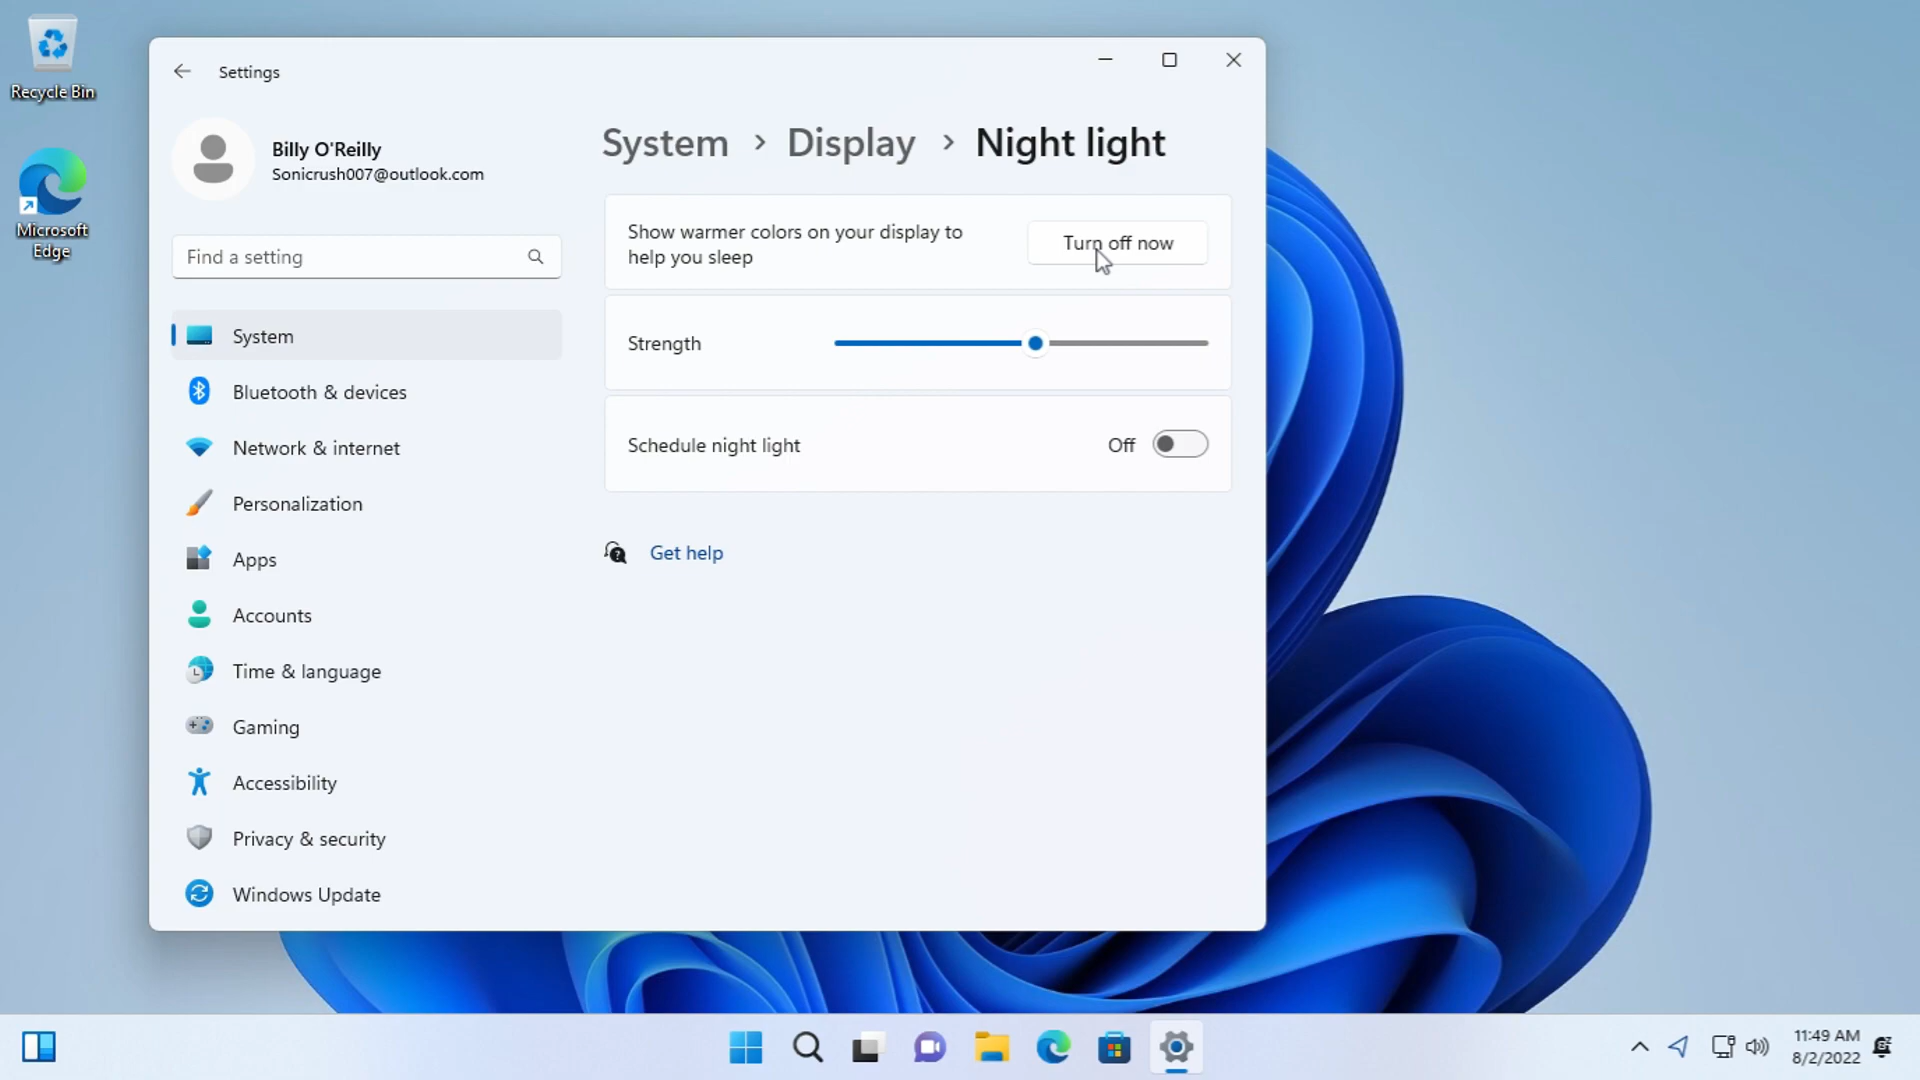 Recycle Bin
Microsoft
Edge
Settings
Billy O'Reilly
Sonicrush007@outlook.com
Find a setting
System
Bluetooth & devices
Network & internet
Personalization
Apps
Accounts
Time & language
Gaming
Accessibility
Privacy & security
Windows Update
System > Display > Night light
Show warmer colors on your display to
help you sleep
Turn off now
Strength
Schedule night light
Off
Get help
11:49 AM
8/2/2022